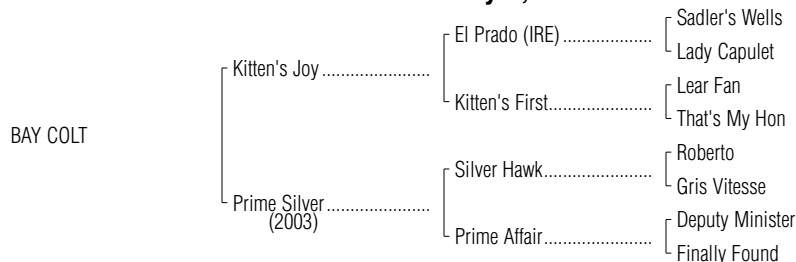 Sadler's Wells
El Prado (IRE)
Lady Capulet
Kitten's Joy
Lear Fan
Kitten's First
That's My Hon
BAY COLT
Roberto
Silver Hawk
Gris Vitesse
Prime Silver
(2003)
Deputy Minister
Prime Affair
Finally Found